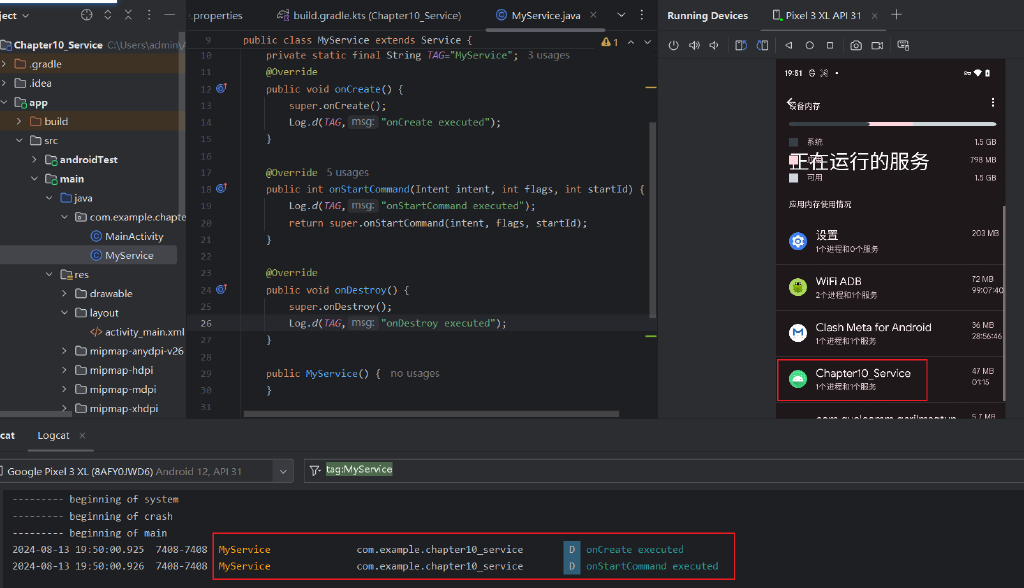 ject
.properties
build.gradle.kts (Chapter10_Service)
MyService.java
Running Devices
Pixel 3 XL API 31
Chapter10_Service C:\Users\admin\A
.gradle
.idea
app
build
src
androidTest
main
java
com.example.chapte
MainActivity
MyService
res
drawable
layout
activity_main.xml
mipmap-anydpi-v26
mipmap-hdpi
mipmap-mdpi
mipmap-xhdpi
1
9 public class MyService extends Service {
10 private static final String TAG="MyService"; 3 usages
11 @Override
12 public void onCreate() {
13 super.onCreate();
14 Log.d(TAG, msg: "onCreate executed");
15 }
16
17 @Override 5 usages
18 public int onStartCommand(Intent intent, int flags, int startId) {
19 Log.d(TAG, msg: "onStartCommand executed");
20 return super.onStartCommand(intent, flags, startId);
21 }
22
23 @Override
24 public void onDestroy() {
25 super.onDestroy();
26 Log.d(TAG, msg: "onDestroy executed");
27 }
28
29 public MyService() { no usages
30 }
31
19:51
设备内存
系统 1.5 GB
798 MB
正在运行的服务
可用 1.5 GB
应用内存使用情况
设置 203 MB
1个进程和0个服务
WiFi ADB 72 MB
2个进程和1个服务 99:07:40
Clash Meta for Android 36 MB
1个进程和1个服务 28:56:46
Chapter10_Service 47 MB
1个进程和1个服务 01:15
57 MB
cat Logcat
Google Pixel 3 XL (8AFY0JWD6) Android 12, API 31
tag:MyService
--------- beginning of system
--------- beginning of crash
--------- beginning of main
2024-08-13 19:50:00.925 7408-7408 MyService com.example.chapter10_service D onCreate executed
2024-08-13 19:50:00.926 7408-7408 MyService com.example.chapter10_service D onStartCommand executed